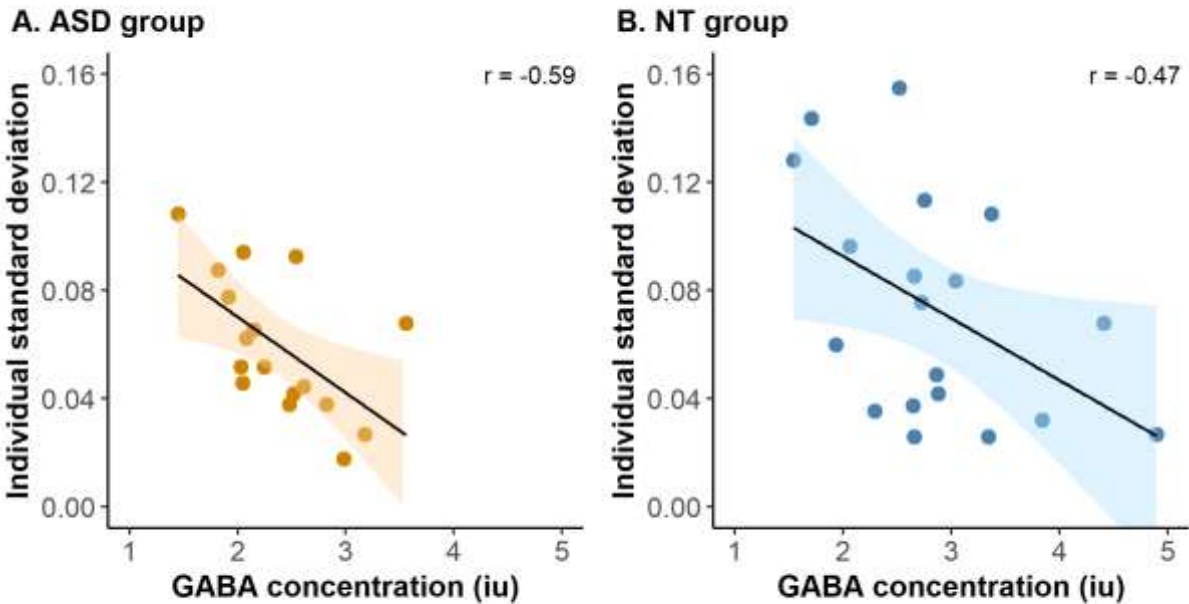 A. ASD group
r = -0.59
Individual standard deviation
0.16
0.12
0.08
0.04
0.00
1 2 3 4 5
GABA concentration (iu)
B. NT group
r = -0.47
Individual standard deviation
0.16
0.12
0.08
0.04
0.00
1 2 3 4 5
GABA concentration (iu)